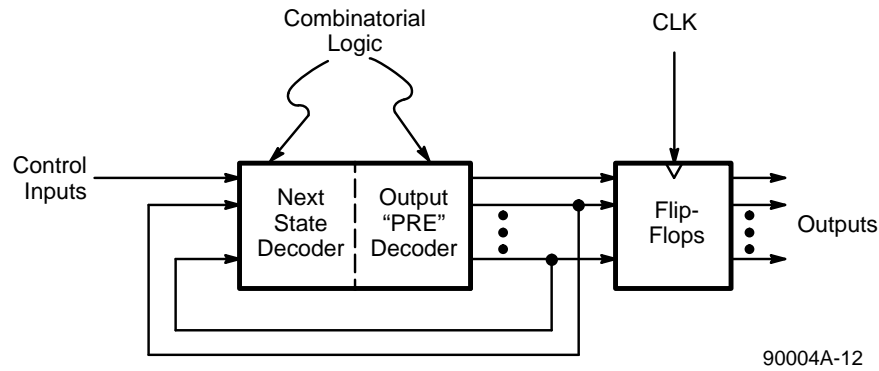 Combinatorial
Logic
CLK
Control
Inputs
Next
State
Decoder
Output
“PRE”
Decoder
Flip-
Flops
Outputs
90004A-12